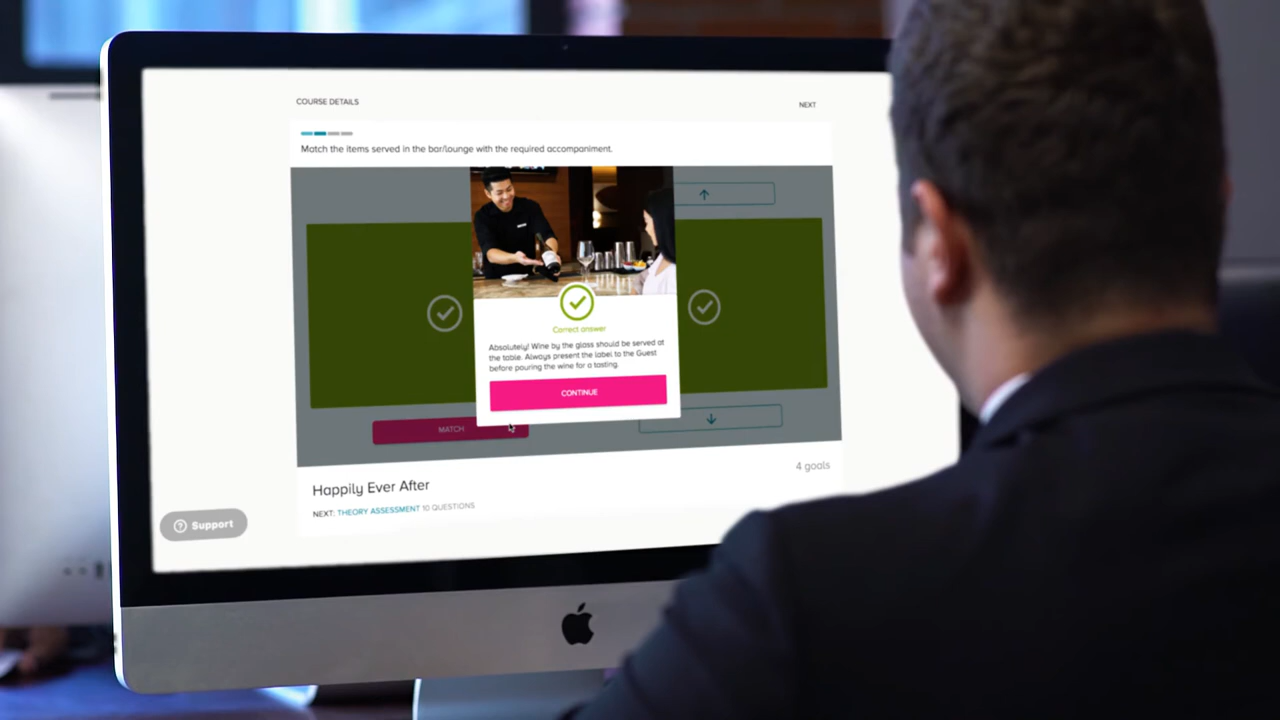 COURSE DETAILS
NEXT
Match the items served in the bar/lounge with the required accompaniment.
Correct answer
Absolutely! Wine by the glass should be served at
the table. Always present the label to the Guest
before pouring the wine for a tasting.
CONTINUE
MATCH
4 goals
Happily Ever After
NEXT: THEORY ASSESSMENT 10 QUESTIONS
? Support